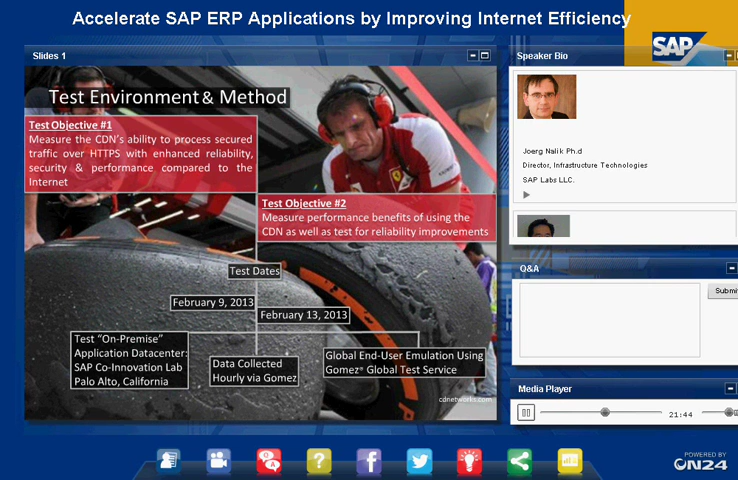 Accelerate SAP ERP Applications by Improving Internet Efficiency
SAP
Slides 1
Test Environment & Method
Test Objective #1
Measure the CDN's ability to process secured
traffic over HTTPS with enhanced reliability,
security & performance compared to the
Internet
Test Objective #2
Measure performance benefits of using the
CDN as well as test for reliability improvements
Test Dates
February 9, 2013
February 13, 2013
Test "On-Premise"
Application Datacenter:
SAP Co-Innovation Lab
Palo Alto, California
Data Collected
Hourly via Gomez
Global End-User Emulation Using
Gomez® Global Test Service
cdnetworks.com
Speaker Bio
Joerg Nalik Ph.d
Director, Infrastructure Technologies
SAP Labs LLC.
Q&A
Submi
Media Player
21:44
Q
A
?
f
POWERED BY
ON24